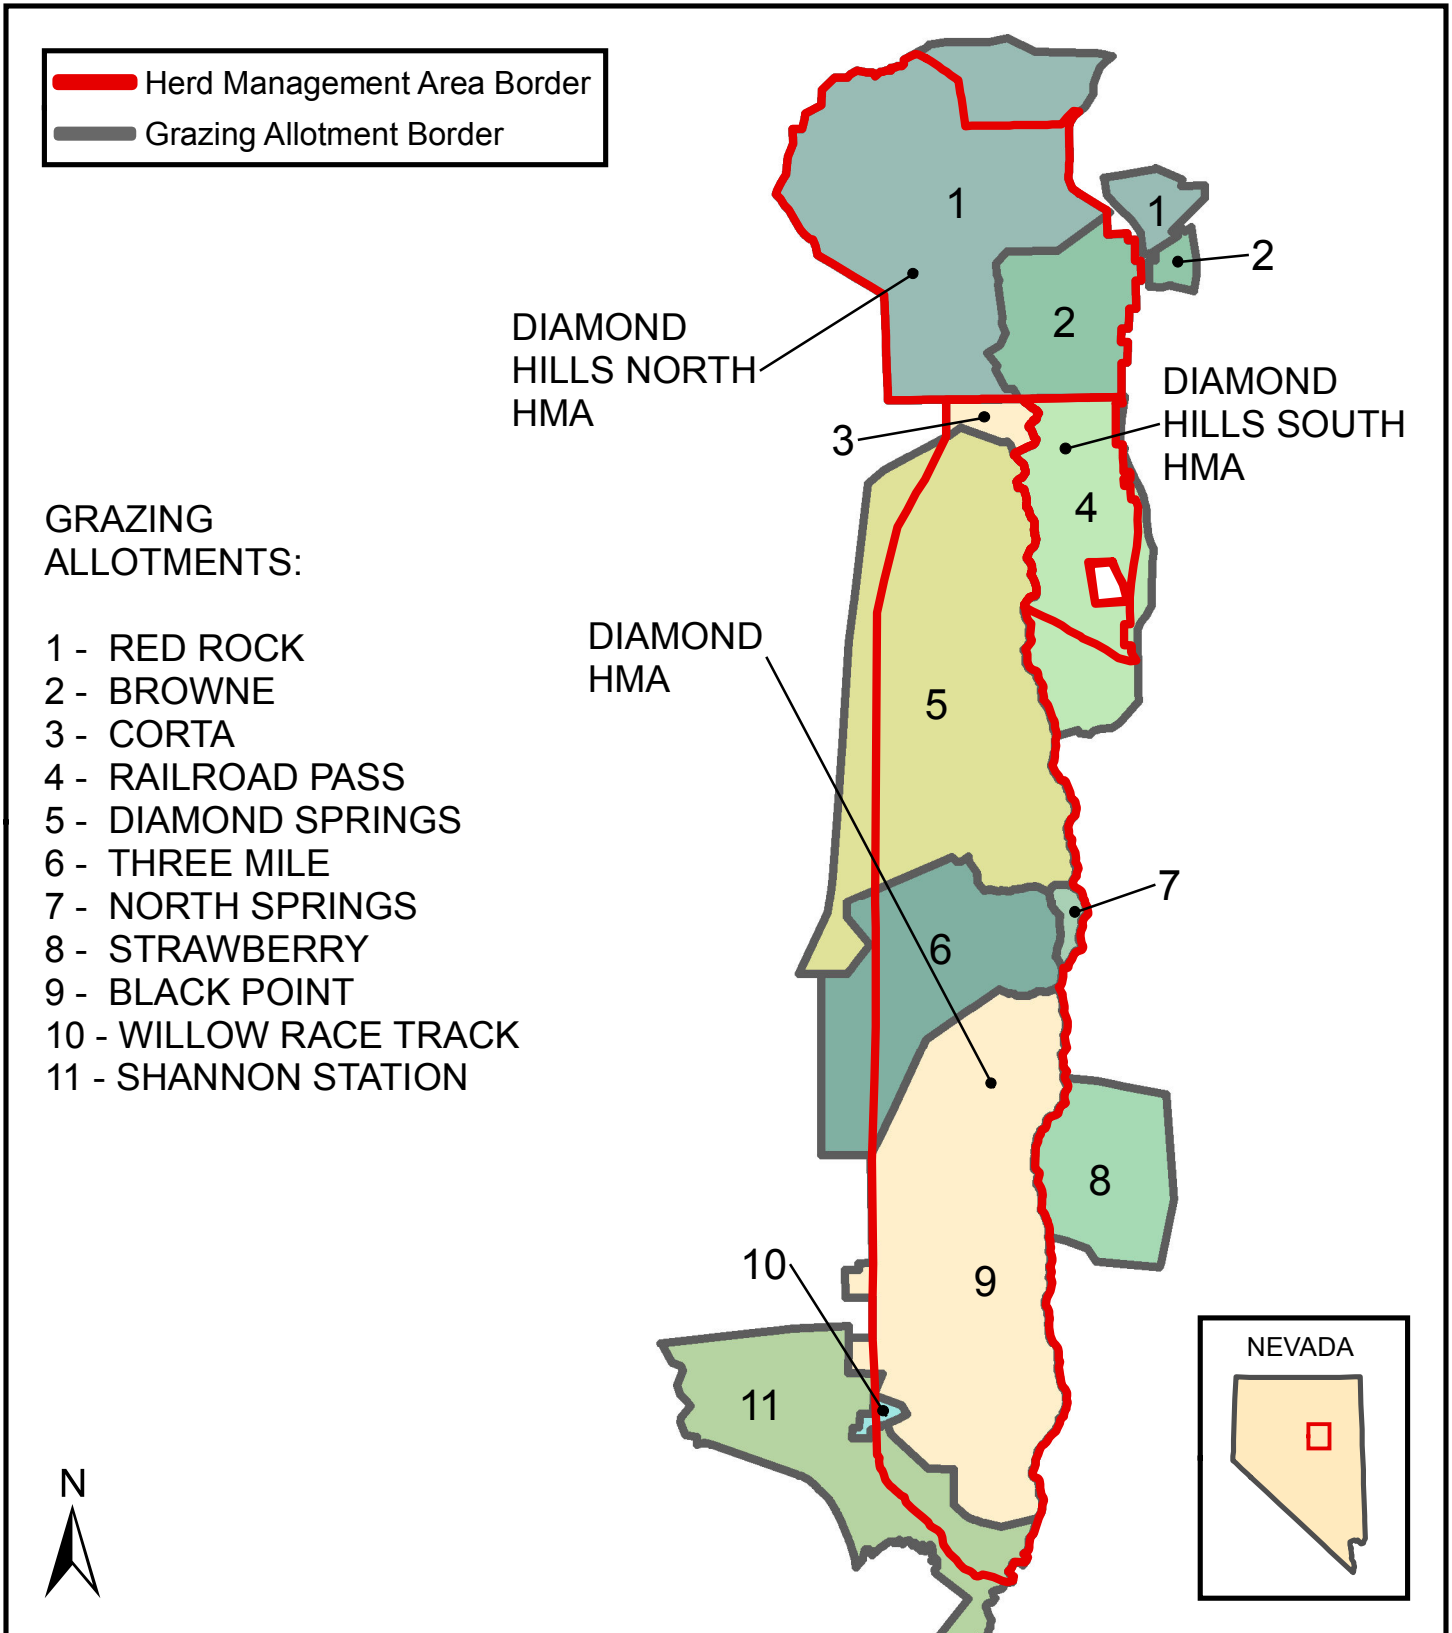 Herd Management Area Border
Grazing Allotment Border
1
1
2
2
DIAMOND
HILLS NORTH
HMA
DIAMOND
HILLS SOUTH
HMA
3
4
GRAZING
ALLOTMENTS:
1 - RED ROCK
2 - BROWNE
3 - CORTA
4 - RAILROAD PASS
5 - DIAMOND SPRINGS
6 - THREE MILE
7 - NORTH SPRINGS
8 - STRAWBERRY
9 - BLACK POINT
10 - WILLOW RACE TRACK
11 - SHANNON STATION
DIAMOND
HMA
5
7
6
8
10
9
11
NEVADA
N